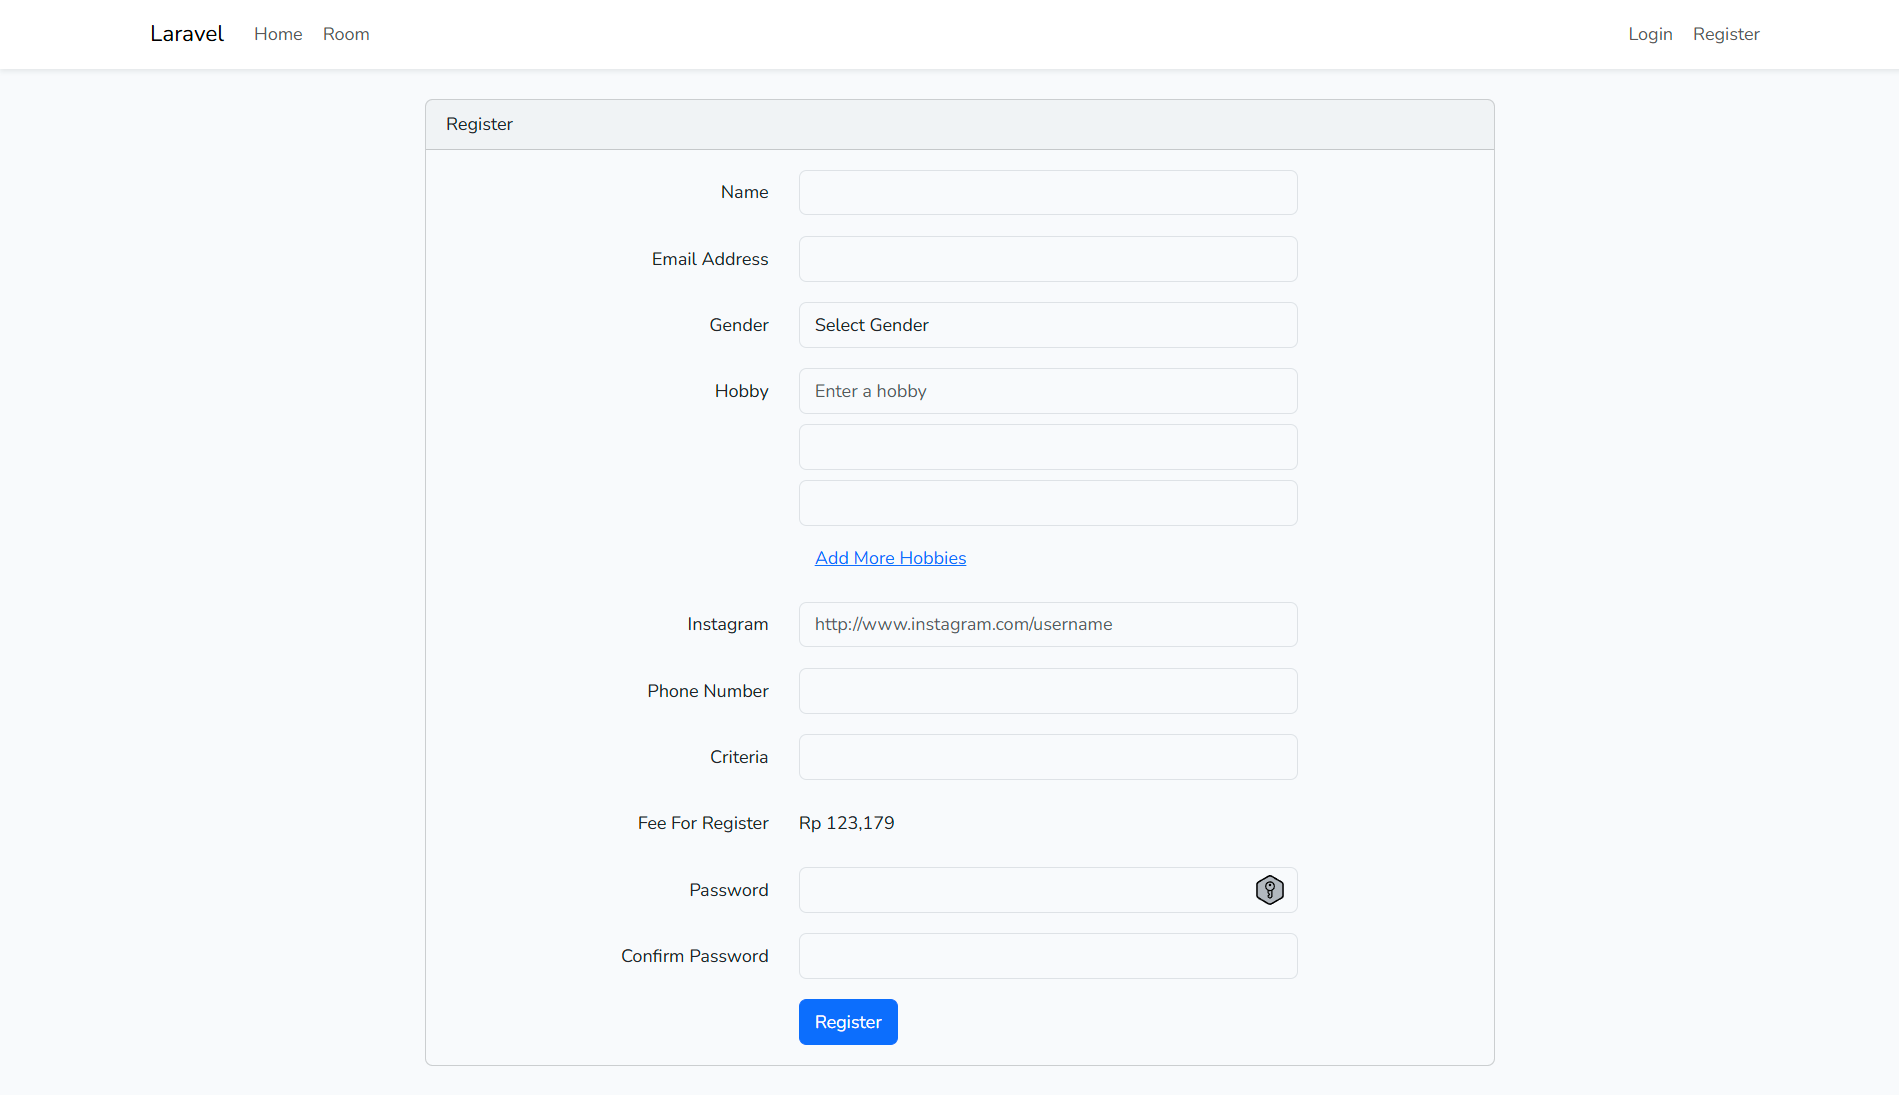 Laravel Home Room Login Register
Register
Name
Email Address
Gender Select Gender
Hobby Enter a hobby
Add More Hobbies
Instagram http://www.instagram.com/username
Phone Number
Criteria
Fee For Register Rp 123,179
Password
Confirm Password
Register